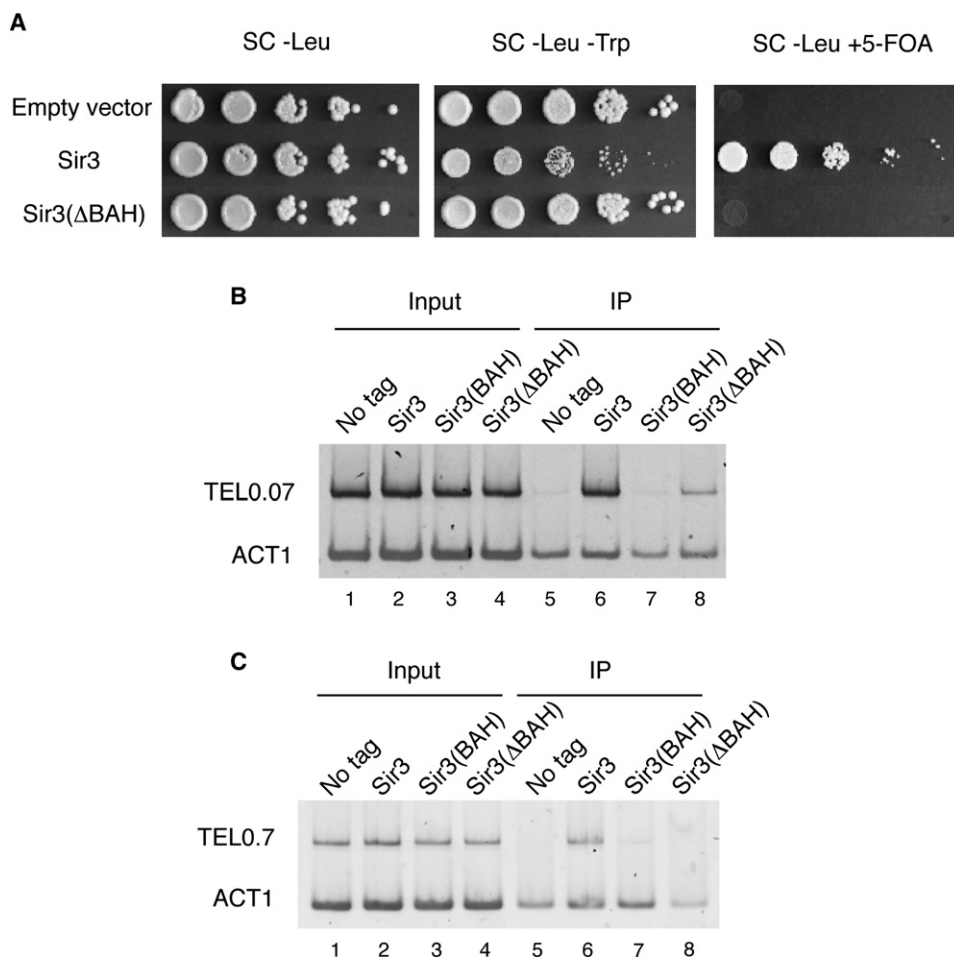 A
SC -Leu
SC -Leu -Trp
SC -Leu +5-FOA
Empty vector
Sir3
Sir3(ΔBAH)
B
Input
IP
No tag
Sir3
Sir3(BAH)
Sir3(ΔBAH)
No tag
Sir3
Sir3(BAH)
Sir3(ΔBAH)
TEL0.07
ACT1
1 2 3 4 5 6 7 8
C
Input
IP
No tag
Sir3
Sir3(BAH)
Sir3(ΔBAH)
No tag
Sir3
Sir3(BAH)
Sir3(ΔBAH)
TEL0.7
ACT1
1 2 3 4 5 6 7 8